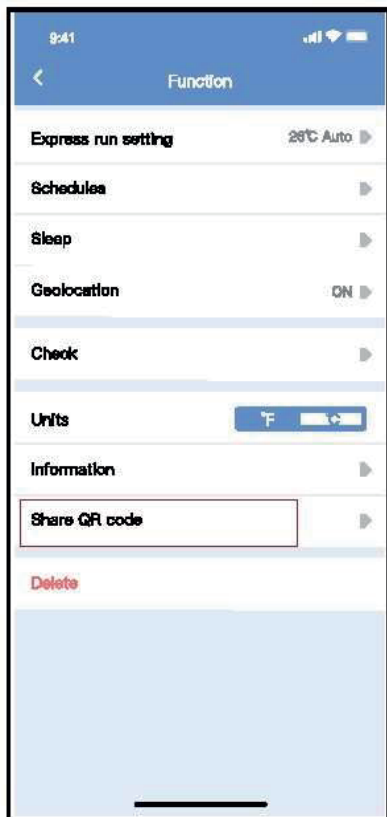 9:41
Function
Express run setting 26℃ Auto
Schedules
Sleep
Geolocation ON
Check
Units ℉ ℃
Information
Share QR code
Delete